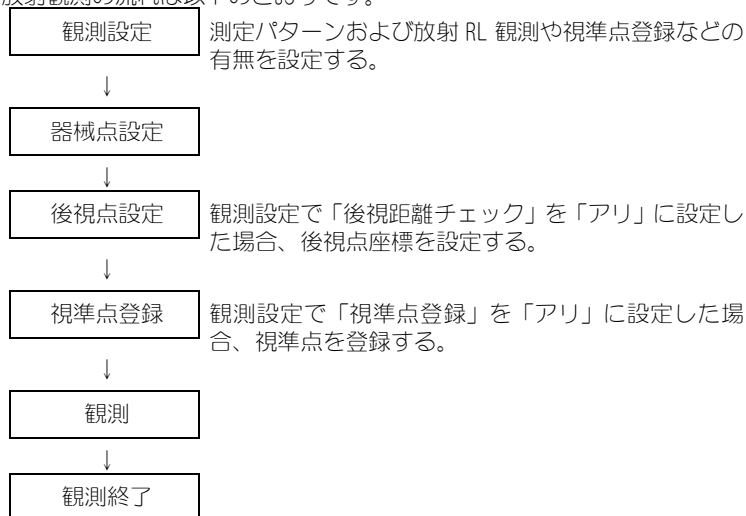 放射観測の流れは以下のとおりです。
観測設定
測定パターンおよび放射 RL 観測や視準点登録などの
有無を設定する。
↓
器械点設定
↓
後視点設定
観測設定で「後視距離チェック」を「アリ」に設定し
た場合、後視点座標を設定する。
↓
視準点登録
観測設定で「視準点登録」を「アリ」に設定した場
合、視準点を登録する。
↓
観測
↓
観測終了